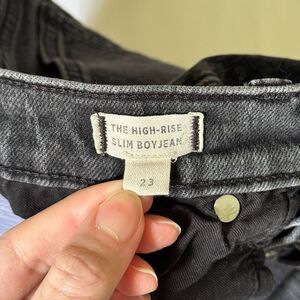 THE HIGH-RISE
SLIM BOYJEAN
23